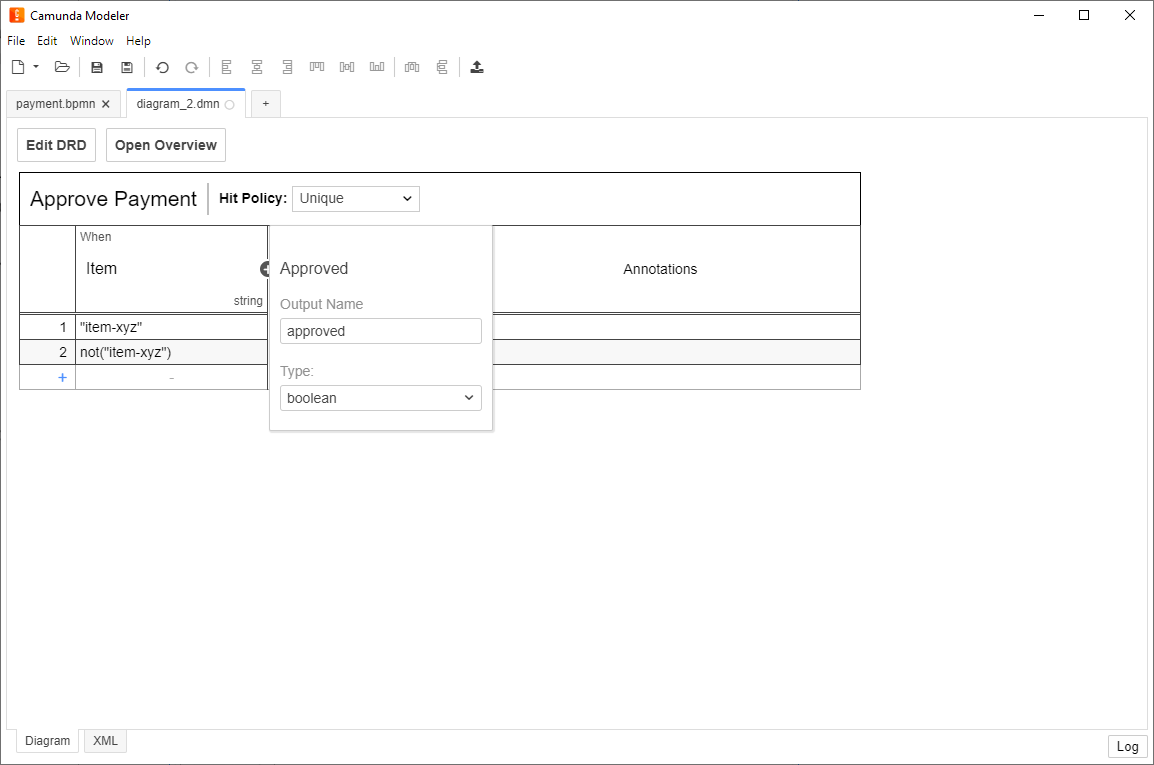 Camunda Modeler
File Edit Window Help
payment.bpmn diagram_2.dmn +
Edit DRD Open Overview
Approve Payment Hit Policy: Unique
When
Item Approved Annotations
string
Output Name
1 "item-xyz" approved
2 not("item-xyz")
Type:
+ -
boolean
Diagram XML
Log